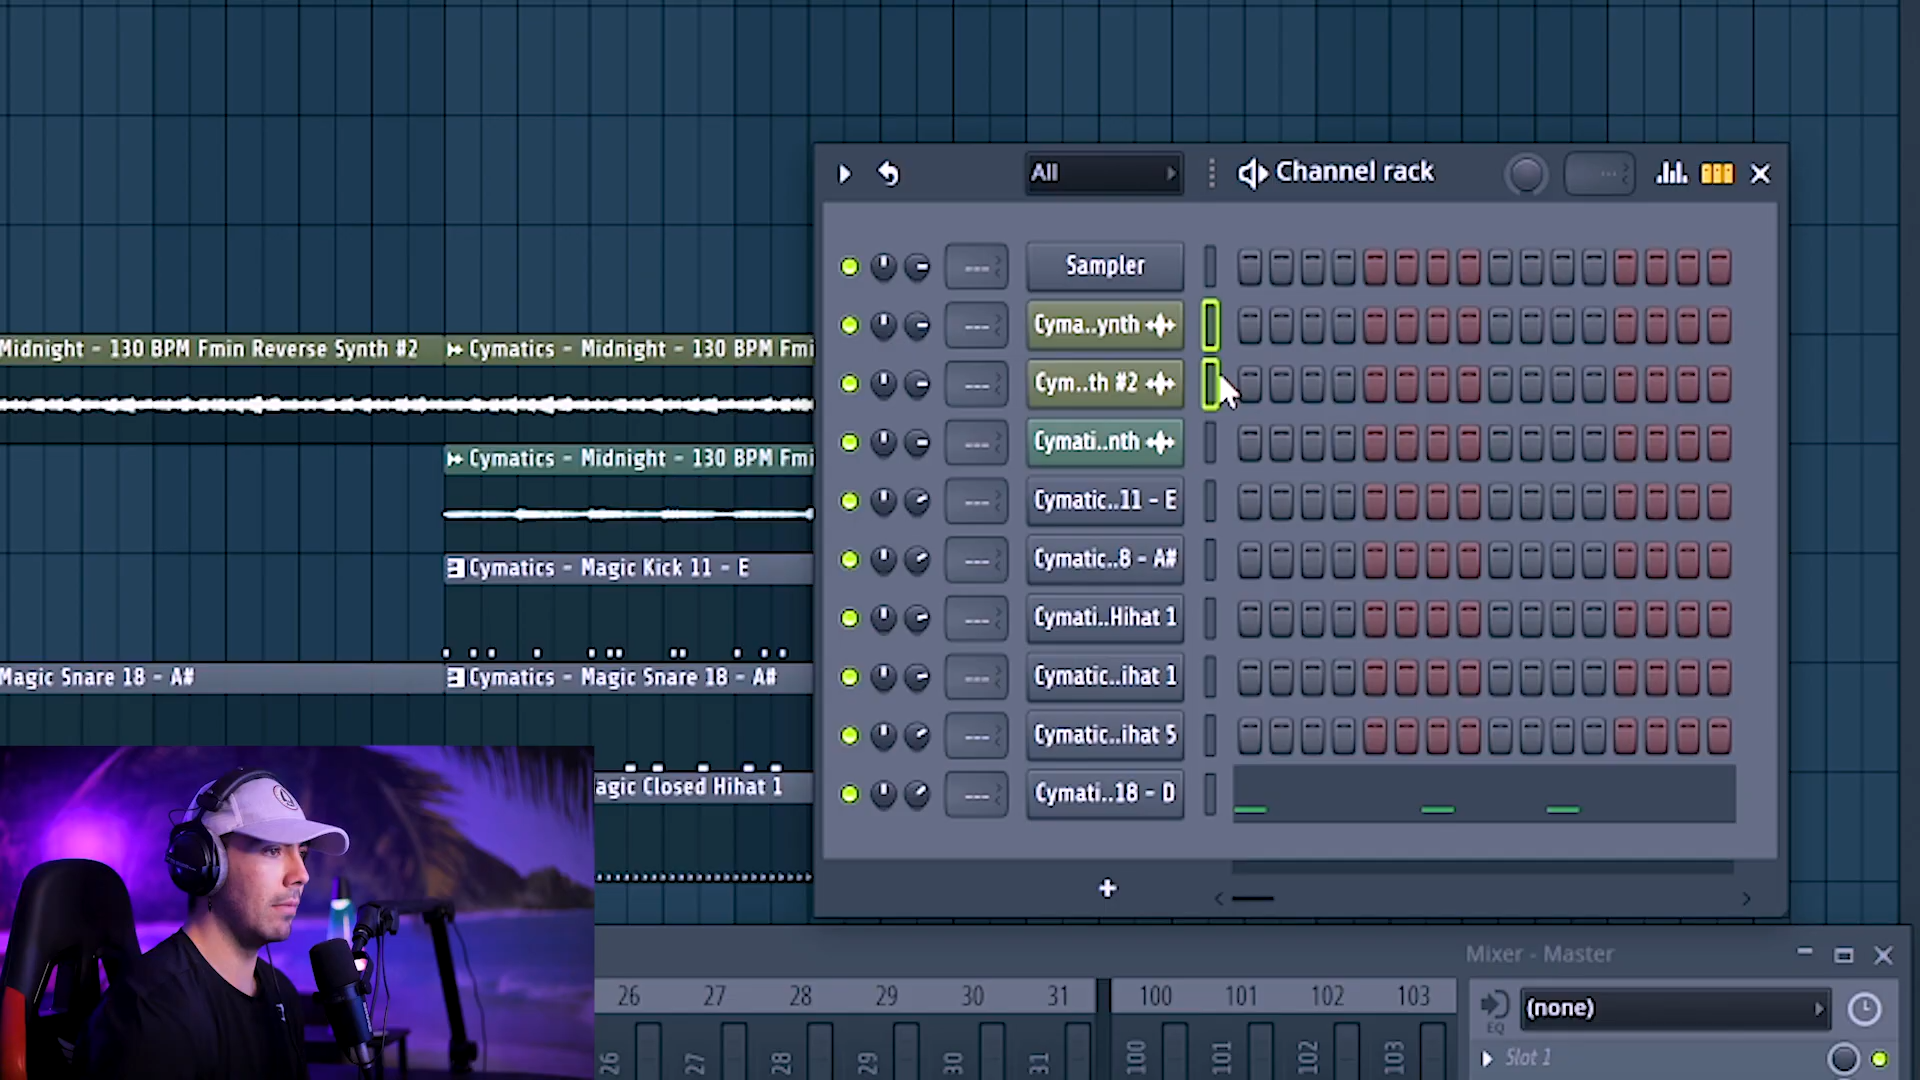 All
Channel rack
Sampler
Cyma..ynth
Cym..th #2
Cymati..nth
Cymatic..11 - E
Cymatic..8 - A#
Cymati..Hihat 1
Cymatic..ihat 1
Cymatic..ihat 5
Cymati..18 - D
Midnight - 130 BPM Fmin Reverse Synth #2
Cymatics - Midnight - 130 BPM Fmi
Cymatics - Midnight - 130 BPM Fmi
Cymatics - Magic Kick 11 - E
Magic Snare 18 - A#
Cymatics - Magic Snare 18 - A#
agic Closed Hihat 1
Mixer - Master
26 27 28 29 30 31 100 101 102 103
(none)
EQ
26 27 28 29 30 31 100 101 102 103
Slot 1